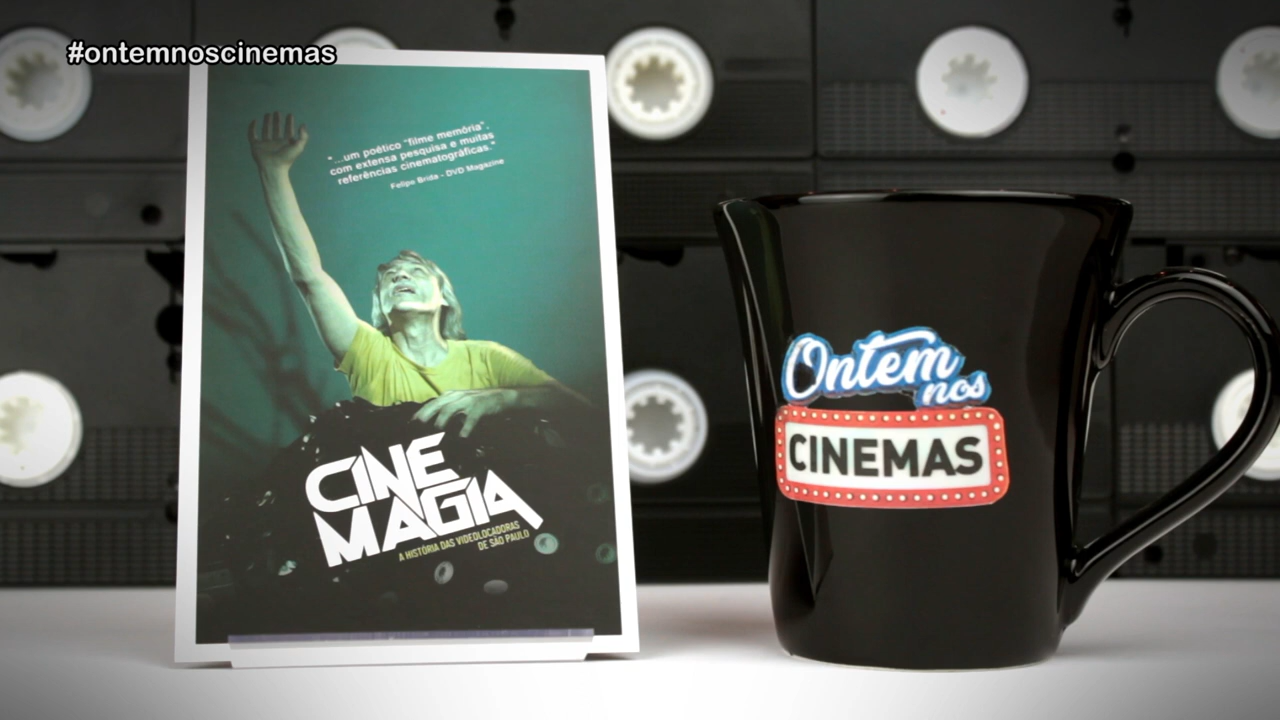 #ontemnoscinemas
"...um poético "filme memória",
com extensa pesquisa e muitas
referências cinematográficas."
Felipe Brida - DVD Magazine
CINE
MAGIA
A HISTÓRIA DAS VIDEOLOCADORAS
DE SÃO PAULO
Ontem
nos
CINEMAS